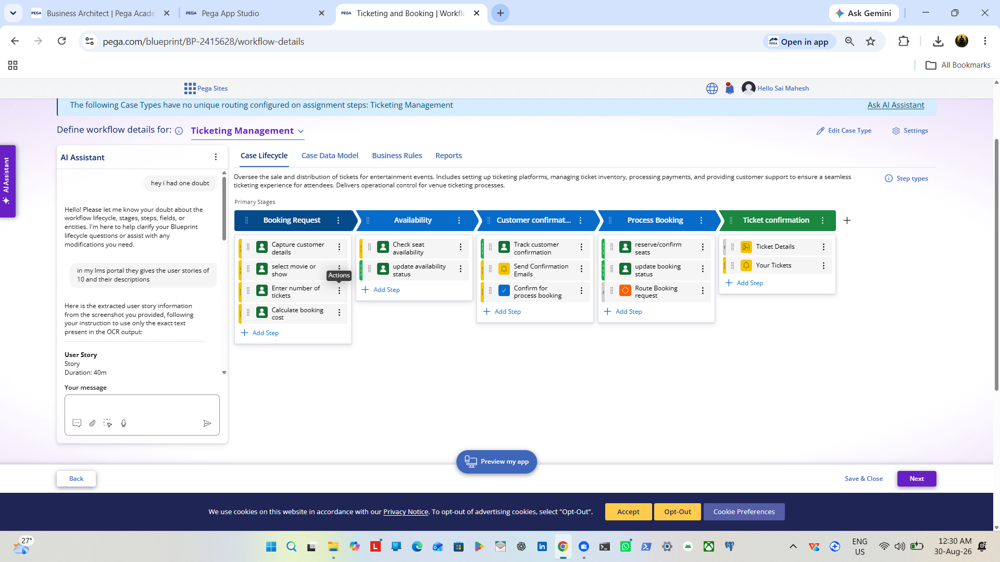 PEGA Business Architect | Pega Acade
PEGA Pega App Studio
PEGA Ticketing and Booking | Workflo
Ask Gemini
pega.com/blueprint/BP-2415628/workflow-details
Open in app
All Bookmarks
Pega Sites
Hello Sai Mahesh
The following Case Types have no unique routing configured on assignment steps: Ticketing Management
Ask AI Assistant
Define workflow details for:
Ticketing Management
Edit Case Type
Settings
AI Assistant
AI Assistant
hey i had one doubt
Hello! Please let me know your doubt about the
workflow lifecycle, stages, steps, fields, or
entities. I'm here to help clarify your Blueprint
lifecycle questions or assist with any
modifications you need.
in my lms portal they gives the user stories of
10 and their descriptions
Here is the extracted user story information
from the screenshot you provided, following
your instruction to use only the exact text
present in the OCR output:
User Story
Story
Duration: 40m
Your message
Case Lifecycle
Case Data Model
Business Rules
Reports
Oversee the sale and distribution of tickets for entertainment events. Includes setting up ticketing platforms, managing ticket inventory, processing payments, and providing customer support to ensure a seamless
ticketing experience for attendees. Delivers operational control for venue ticketing processes.
Step types
Primary Stages
Booking Request
Capture customer
details
select movie or
show
Actions
Enter number of
tickets
Calculate booking
cost
Add Step
Availability
Check seat
availability
update availability
status
Add Step
Customer confirmat...
Track customer
confirmation
Send Confirmation
Emails
Confirm for
process booking
Add Step
Process Booking
reserve/confirm
seats
update booking
status
Route Booking
request
Add Step
Ticket confirmation
Ticket Details
Your Tickets
Add Step
Preview my app
Back
Save & Close
Next
We use cookies on this website in accordance with our Privacy Notice. To opt-out of advertising cookies, select "Opt-Out".
Accept
Opt-Out
Cookie Preferences
27°
ENG
US
12:30 AM
30-Aug-26